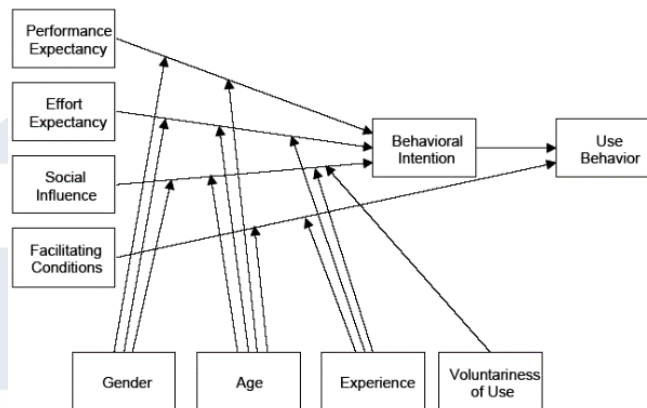 Performance
Expectancy
Effort
Expectancy
Social
Influence
Facilitating
Conditions
Behavioral
Intention
Use
Behavior
Gender
Age
Experience
Voluntariness
of Use